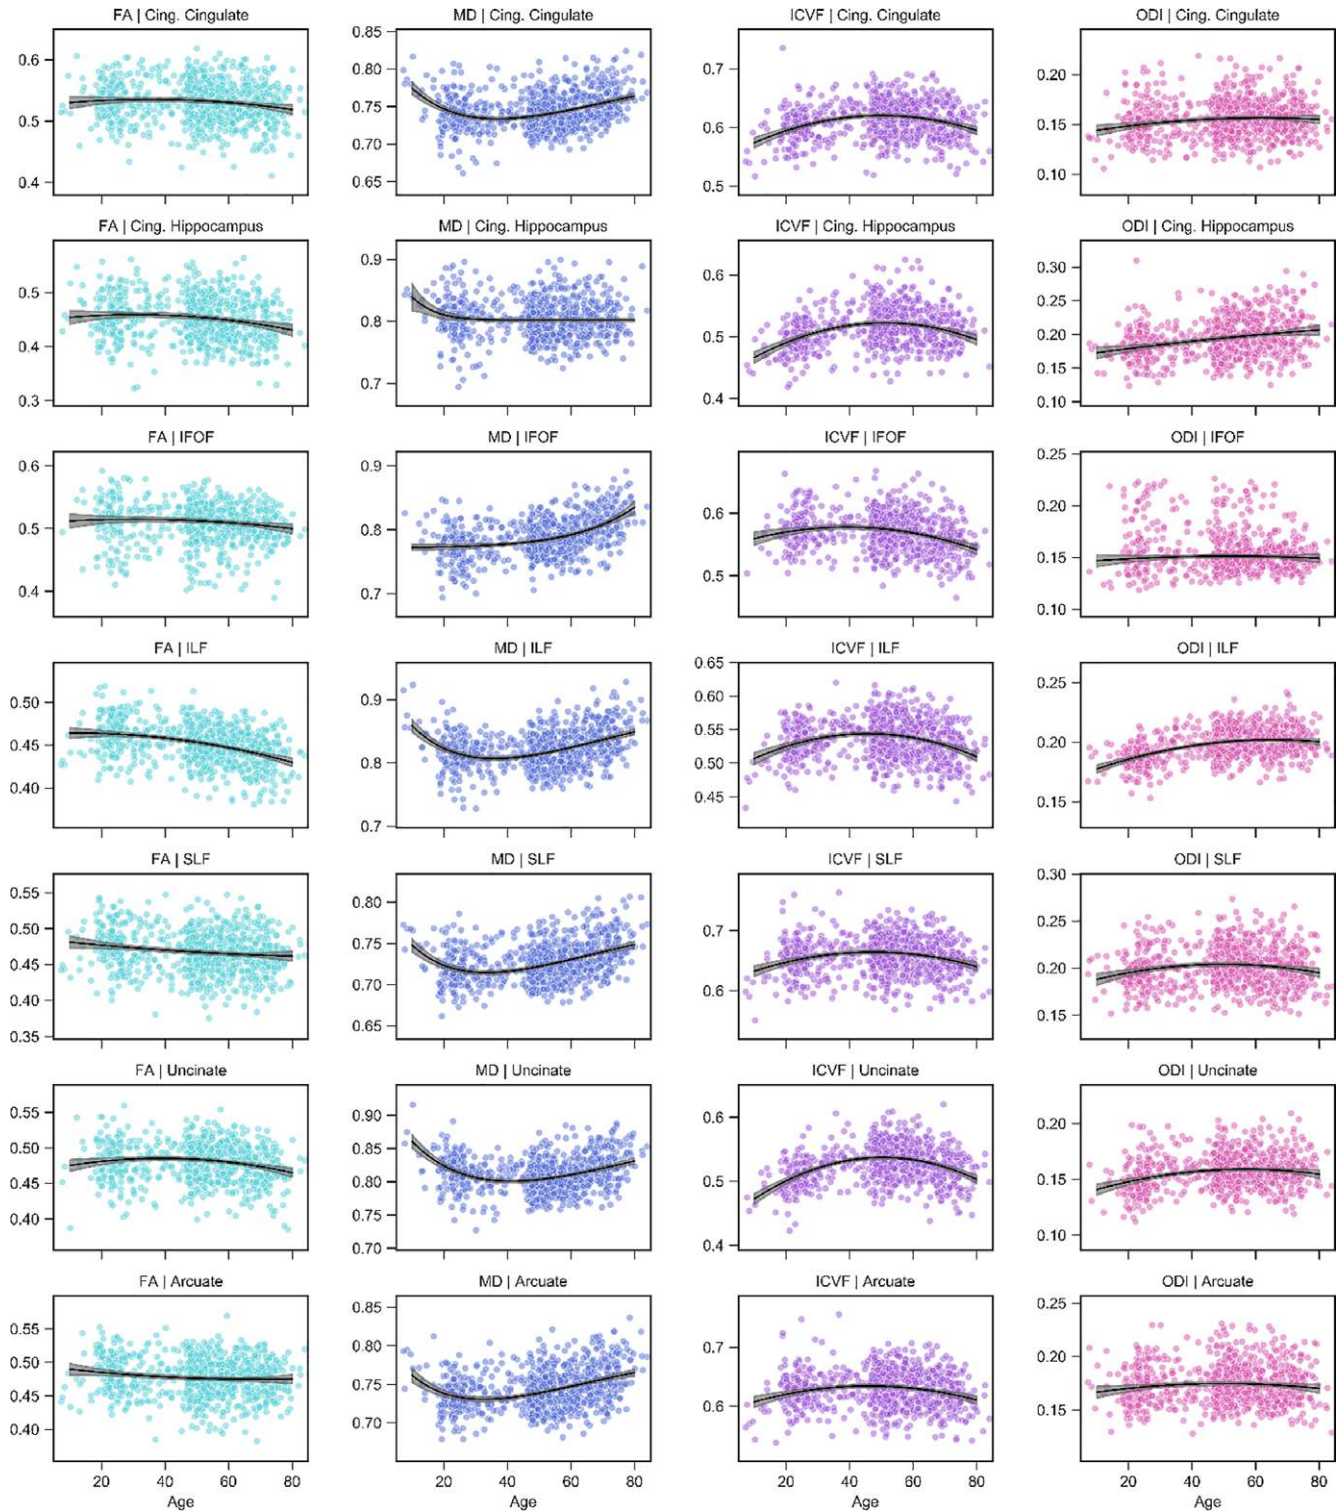 FA | Cing. Cingulate
MD | Cing. Cingulate
ICVF | Cing. Cingulate
ODI | Cing. Cingulate
0.6
0.5
0.4
0.85
0.80
0.75
0.70
0.65
0.7
0.6
0.5
0.20
0.15
0.10
FA | Cing. Hippocampus
MD | Cing. Hippocampus
ICVF | Cing. Hippocampus
ODI | Cing. Hippocampus
0.5
0.4
0.3
0.9
0.8
0.7
0.6
0.5
0.4
0.30
0.25
0.20
0.15
0.10
FA | IFOF
MD | IFOF
ICVF | IFOF
ODI | IFOF
0.6
0.5
0.4
0.9
0.8
0.7
0.6
0.5
0.25
0.20
0.15
0.10
FA | ILF
MD | ILF
ICVF | ILF
ODI | ILF
0.50
0.45
0.40
0.9
0.8
0.7
0.65
0.60
0.55
0.50
0.45
0.25
0.20
0.15
FA | SLF
MD | SLF
ICVF | SLF
ODI | SLF
0.55
0.50
0.45
0.40
0.35
0.80
0.75
0.70
0.65
0.7
0.6
0.30
0.25
0.20
0.15
FA | Uncinate
MD | Uncinate
ICVF | Uncinate
ODI | Uncinate
0.55
0.50
0.45
0.40
0.90
0.85
0.80
0.75
0.70
0.6
0.5
0.4
0.20
0.15
0.10
FA | Arcuate
MD | Arcuate
ICVF | Arcuate
ODI | Arcuate
0.55
0.50
0.45
0.40
0.85
0.80
0.75
0.70
0.7
0.6
0.25
0.20
0.15
20 40 60 80
20 40 60 80
20 40 60 80
20 40 60 80
Age
Age
Age
Age